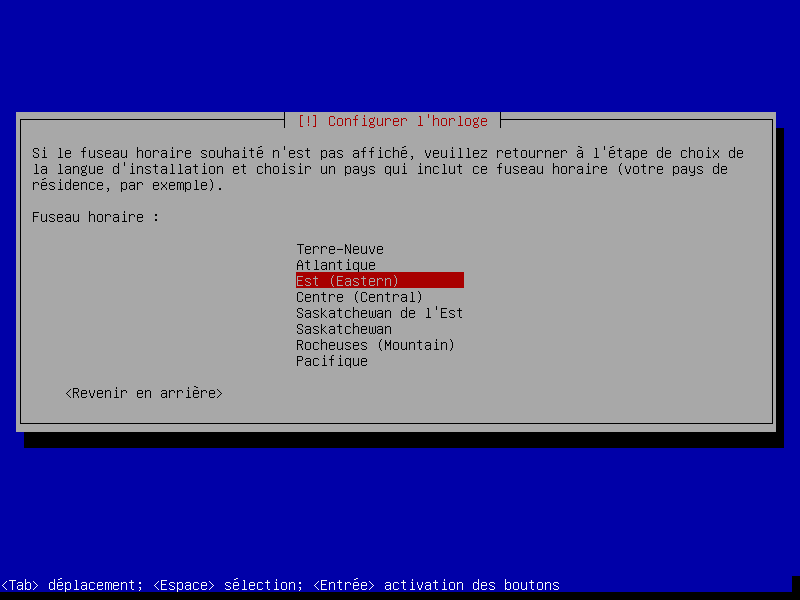 [!] Configurer l'horloge
Si le fuseau horaire souhaité n'est pas affiché, veuillez retourner à l'étape de choix de
la langue d'installation et choisir un pays qui inclut ce fuseau horaire (votre pays de
résidence, par exemple).
Fuseau horaire :
Terre-Neuve
Atlantique
Est (Eastern)
Centre (Central)
Saskatchewan de l'Est
Saskatchewan
Rocheuses (Mountain)
Pacifique
<Revenir en arrière>
<Tab> déplacement; <Espace> sélection; <Entrée> activation des boutons